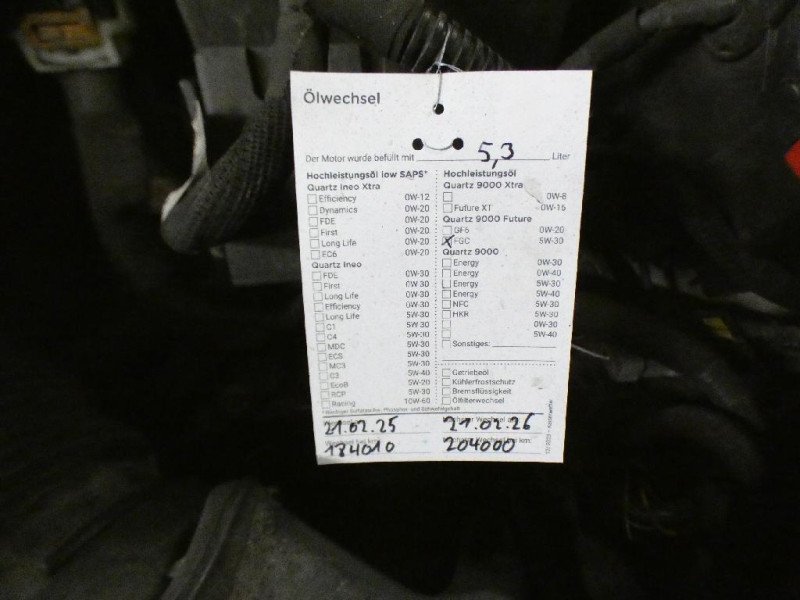 Ölwechsel
Der Motor wurde befüllt mit 5,3 Liter
Hochleistungsöl low SAPS*
Quartz Ineo Xtra
Efficiency 0W-12
Dynamics 0W-20
FDE 0W-20
First 0W-20
Long Life 0W-20
EC6 0W-20
Quartz Ineo
FDE 0W-30
First 0W-30
Long Life 0W-30
Efficiency 0W-30
Long Life 5W-30
C1 5W-30
C4 5W-30
MDC 5W-30
ECS 5W-30
MC3 5W-30
C3 5W-40
EcoB 5W-20
RCP 5W-30
Racing 10W-60
Hochleistungsöl
Quartz 9000 Xtra
0W-8
Future XT 0W-16
Quartz 9000 Future
GF6 0W-20
FGC 5W-30
Quartz 9000
Energy 0W-30
Energy 0W-40
Energy 5W-30
Energy 5W-40
NFC 5W-30
HKR 5W-30
0W-30
5W-40
Sonstiges:
Getriebeöl
Kühlerfrostschutz
Bremsflüssigkeit
Ölfilterwechsel
21.02.25
21.02.26
184010
204000